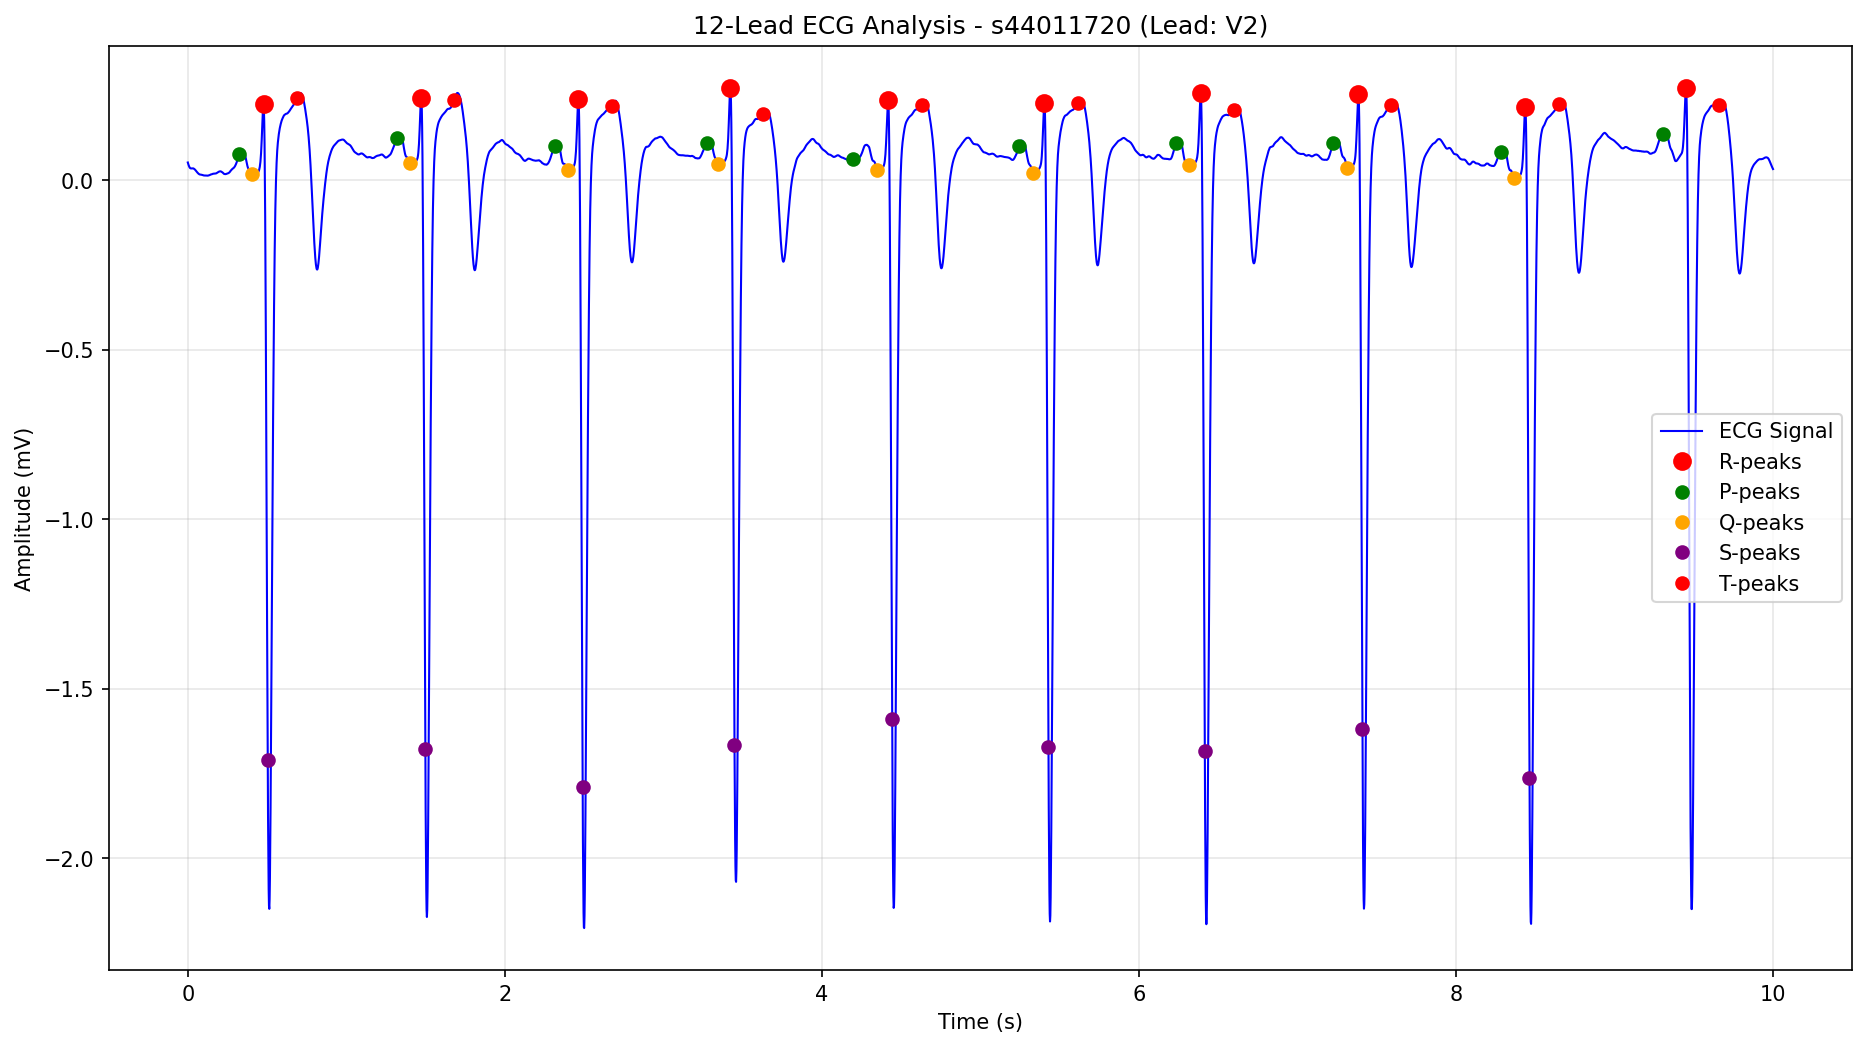 12-Lead ECG Analysis - s44011720 (Lead: V2)
Amplitude (mV)
0.0
−0.5
−1.0
−1.5
−2.0
ECG Signal
R-peaks
P-peaks
Q-peaks
S-peaks
T-peaks
0 2 4 6 8 10
Time (s)